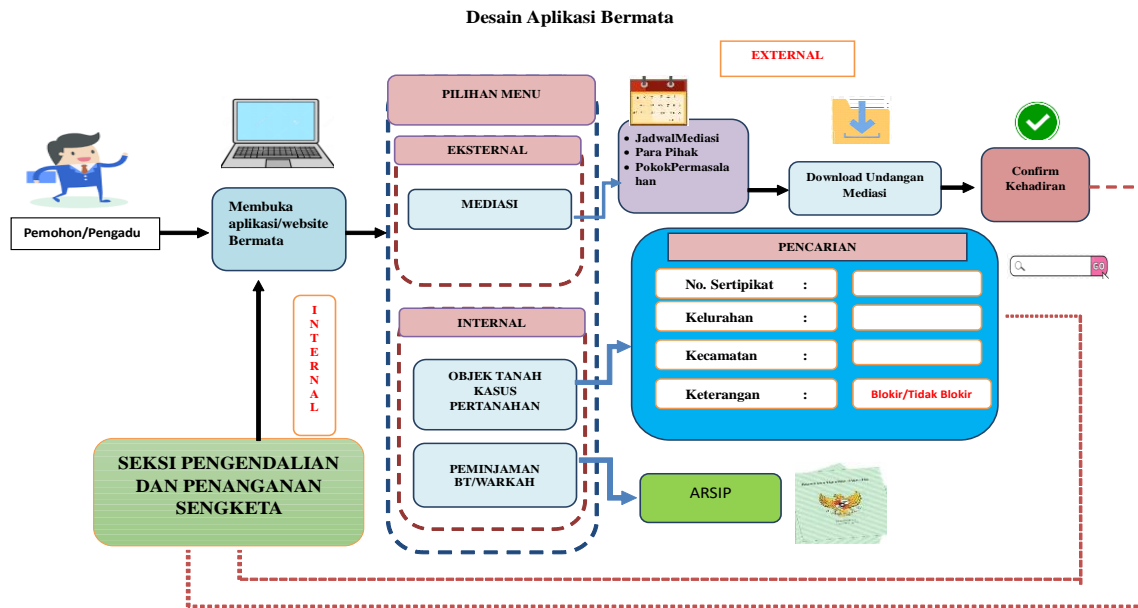 Desain Aplikasi Bermata
EXTERNAL
PILIHAN MENU
EKSTERNAL
MEDIASI
JadwalMediasi
Para Pihak
PokokPermasala
han
Download Undangan
Mediasi
Confirm
Kehadiran
Pemohon/Pengadu
Membuka
aplikasi/website
Bermata
PENCARIAN
No. Sertipikat :
Kelurahan :
Kecamatan :
Keterangan : Blokir/Tidak Blokir
GO
I
N
T
E
R
N
A
L
INTERNAL
OBJEK TANAH
KASUS
PERTANAHAN
PEMINJAMAN
BT/WARKAH
ARSIP
SEKSI PENGENDALIAN
DAN PENANGANAN
SENGKETA